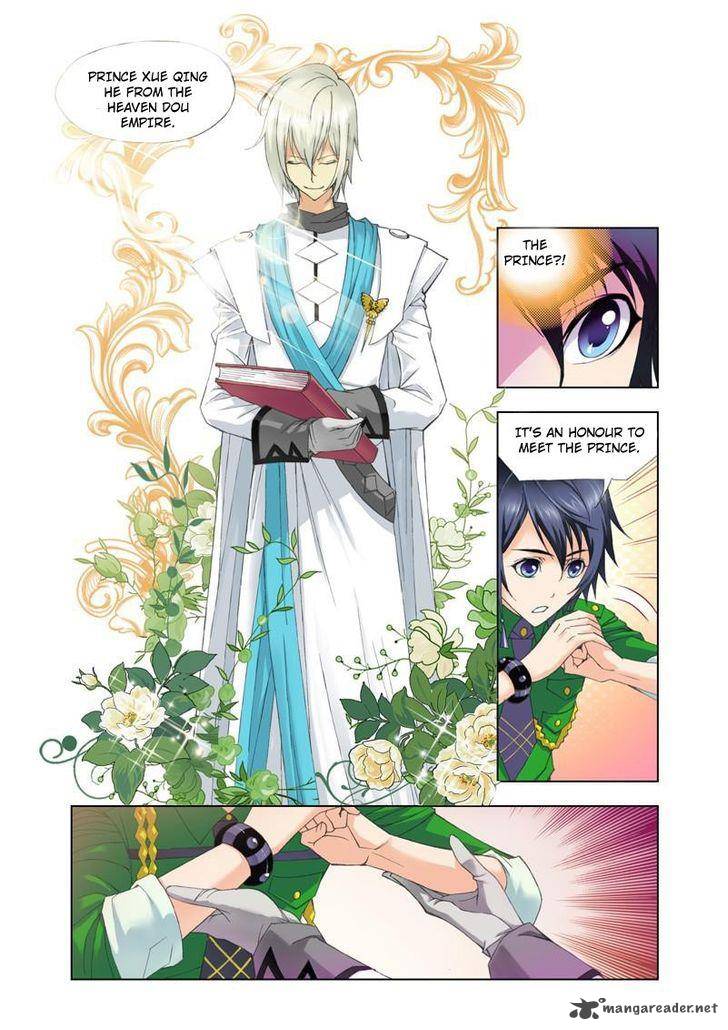 PRINCE XUE QING
HE FROM THE
HEAVEN DOU
EMPIRE.
THE
PRINCE?!
IT'S AN HONOUR TO
MEET THE PRINCE.
mangareader.net